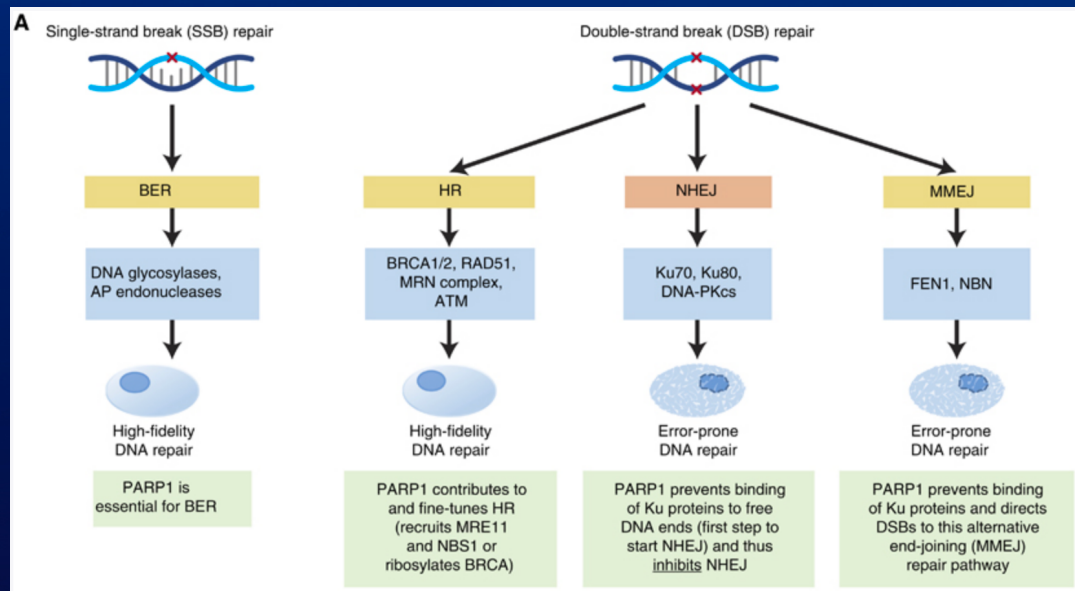 A
Single-strand break (SSB) repair
Double-strand break (DSB) repair
BER
HR
NHEJ
MMEJ
DNA glycosylases,
AP endonucleases
BRCA1/2, RAD51,
MRN complex,
ATM
Ku70, Ku80,
DNA-PKcs
FEN1, NBN
High-fidelity
DNA repair
High-fidelity
DNA repair
Error-prone
DNA repair
Error-prone
DNA repair
PARP1 is
essential for BER
PARP1 contributes to
and fine-tunes HR
(recruits MRE11
and NBS1 or
ribosylates BRCA)
PARP1 prevents binding
of Ku proteins to free
DNA ends (first step to
start NHEJ) and thus
inhibits NHEJ
PARP1 prevents binding
of Ku proteins and directs
DSBs to this alternative
end-joining (MMEJ)
repair pathway